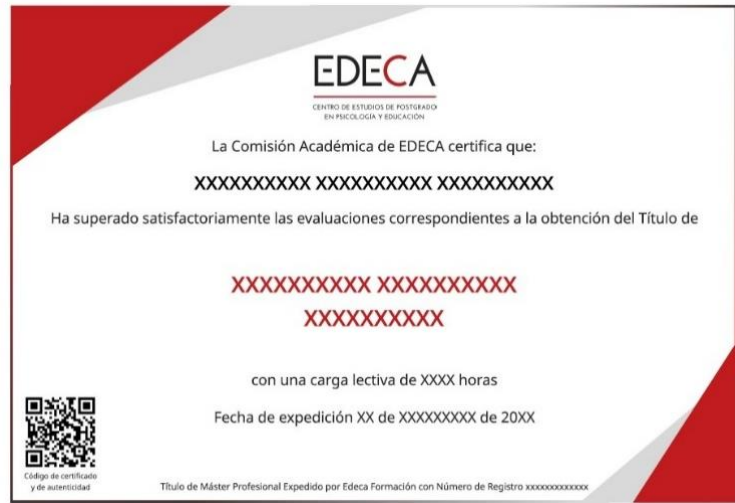 EDECA
CENTRO DE ESTUDIOS DE POSTGRADO
EN PSICOLOGÍA Y EDUCACIÓN
La Comisión Académica de EDECA certifica que:
XXXXXXXXXX XXXXXXXXXX XXXXXXXXXX
Ha superado satisfactoriamente las evaluaciones correspondientes a la obtención del Título de
XXXXXXXXXX XXXXXXXXXX
XXXXXXXXXX
con una carga lectiva de XXXX horas
Fecha de expedición XX de XXXXXXXXX de 20XX
Código de certificado
y de autenticidad
Título de Máster Profesional Expedido por Edeca Formación con Número de Registro xxxxxxxxxxxxx